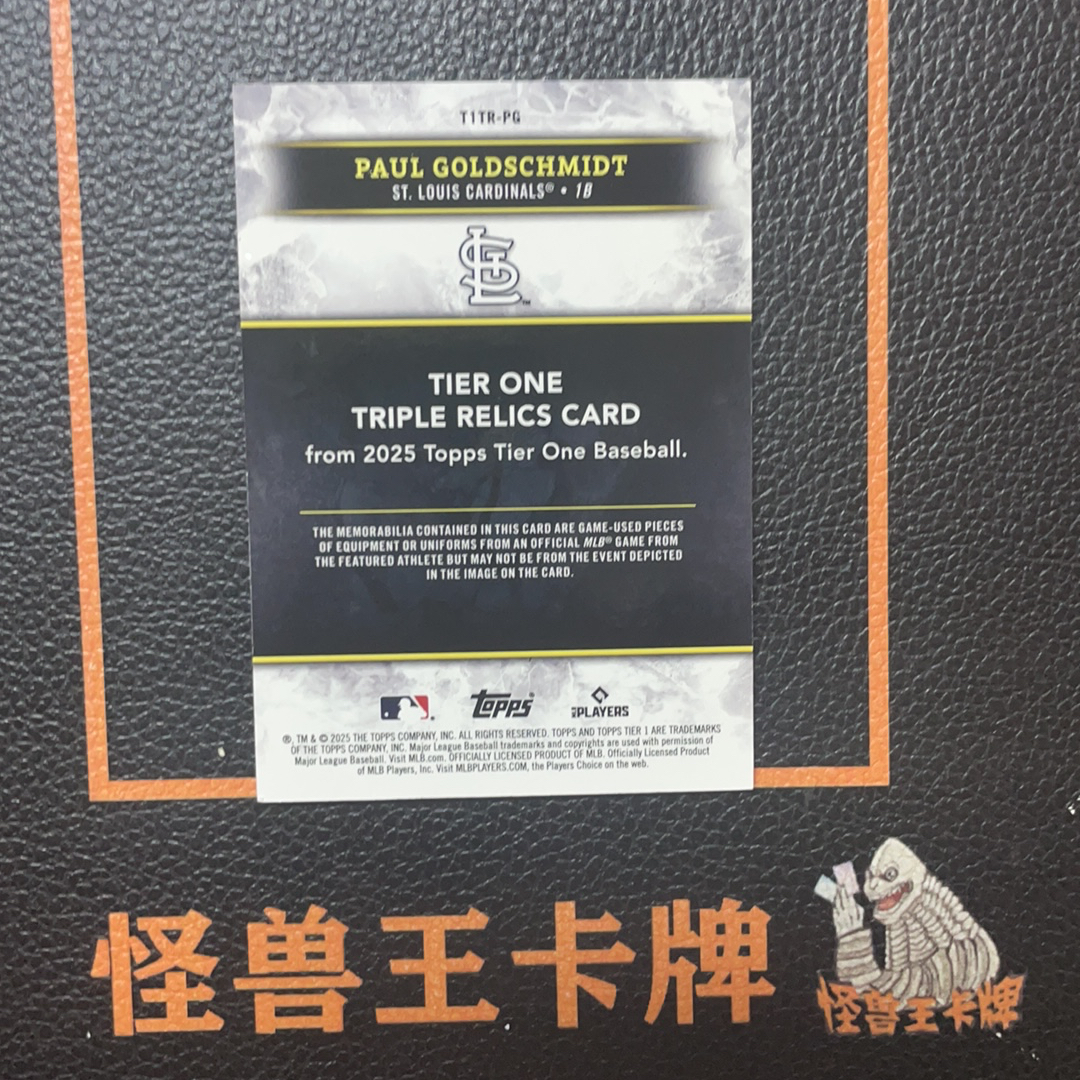 T1TR-PG
PAUL GOLDSCHMIDT
ST. LOUIS CARDINALS® • 1B
STL™
TIER ONE
TRIPLE RELICS CARD
from 2025 Topps Tier One Baseball.
THE MEMORABILIA CONTAINED IN THIS CARD ARE GAME-USED PIECES
OF EQUIPMENT OR UNIFORMS FROM AN OFFICIAL MLB® GAME FROM
THE FEATURED ATHLETE BUT MAY NOT BE FROM THE EVENT DEPICTED
IN THE IMAGE ON THE CARD.
Topps® MLB PLAYERS
®, TM & © 2025 THE TOPPS COMPANY, INC. ALL RIGHTS RESERVED. TOPPS AND TOPPS TIER 1 ARE TRADEMARKS
OF THE TOPPS COMPANY, INC. Major League Baseball trademarks and copyrights are used with permission of
Major League Baseball. Visit MLB.com. OFFICIALLY LICENSED PRODUCT OF MLB. Officially Licensed Product
of MLB Players, Inc. Visit MLBPLAYERS.COM, the Players Choice on the web.
怪兽王卡牌
怪兽王卡牌